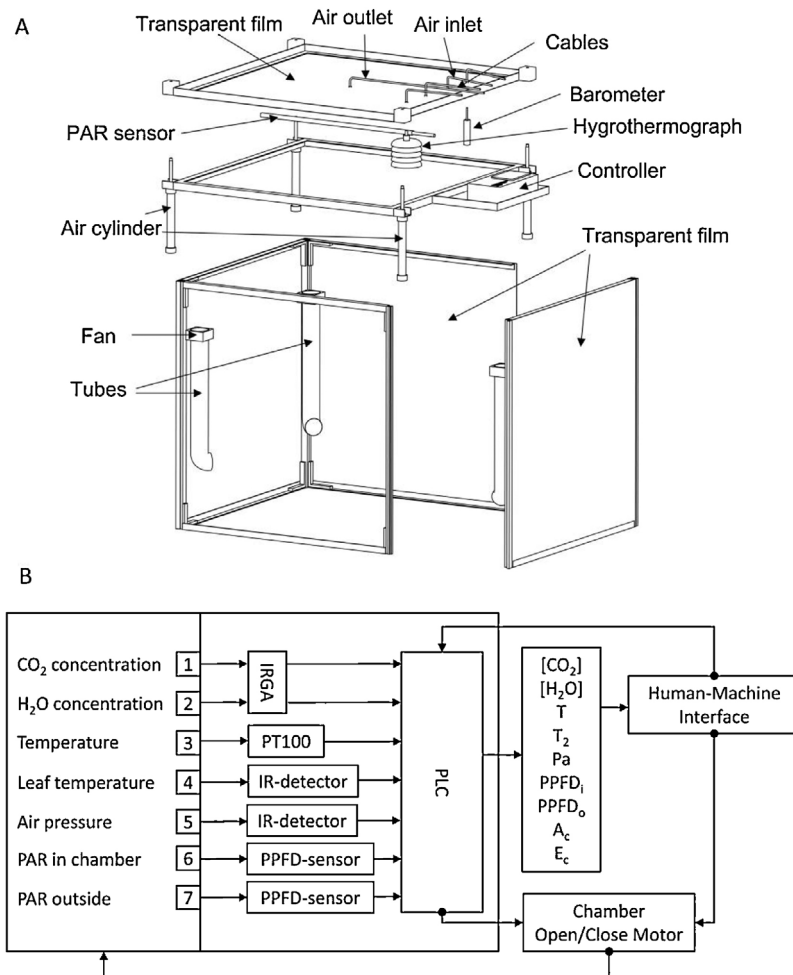 A
Transparent film
Air outlet
Air inlet
Cables
Barometer
PAR sensor
Hygrothermograph
Controller
Air cylinder
Transparent film
Fan
Tubes
B
CO₂ concentration 1 IRGA
H₂O concentration 2
Temperature 3 PT100
Leaf temperature 4 IR-detector
Air pressure 5 IR-detector
PAR in chamber 6 PPFD-sensor
PAR outside 7 PPFD-sensor
PLC
[CO₂]
[H₂O]
T
T₂
Pa
PPFDᵢ
PPFDₒ
A_c
E_c
Human-Machine
Interface
Chamber
Open/Close Motor